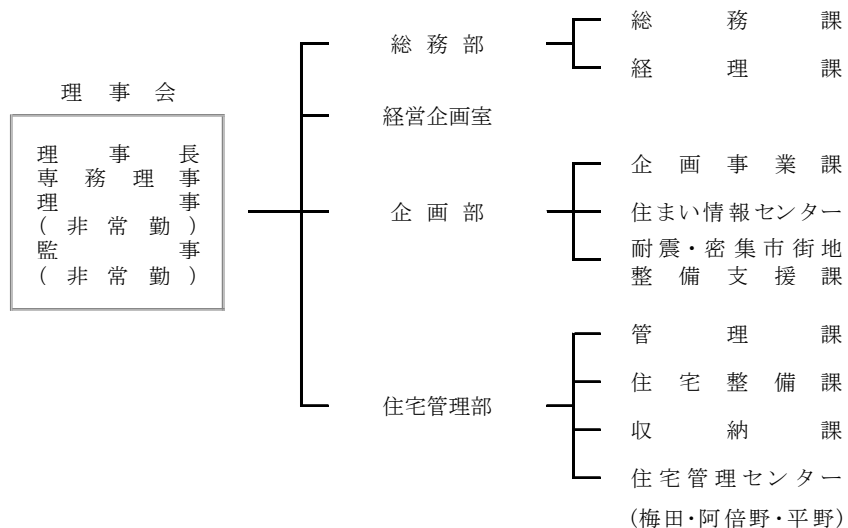 理事会
理事長
専務理事
理事
(非常勤)
監事
(非常勤)
総務部
総務課
経理課
経営企画室
企画部
企画事業課
住まい情報センター
耐震・密集市街地
整備支援課
住宅管理部
管理課
住宅整備課
収納課
住宅管理センター
(梅田・阿倍野・平野)